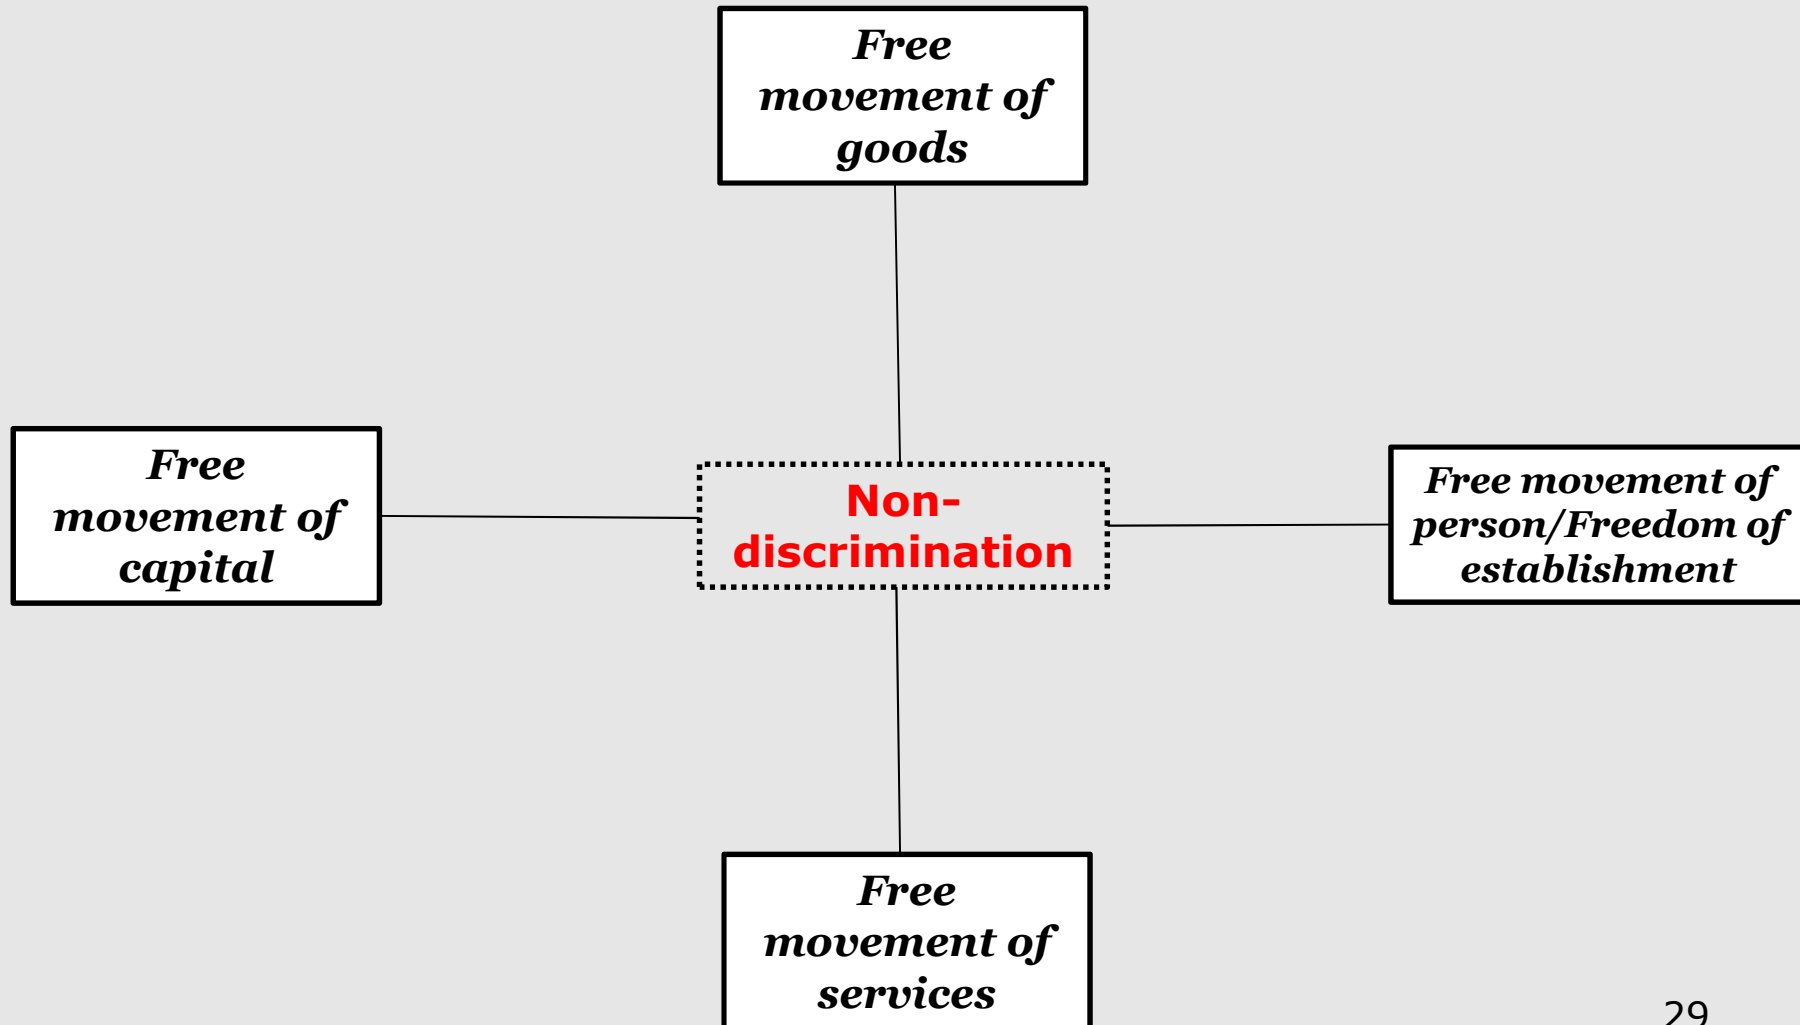 Free
movement of
goods
Free
movement of
capital
Non-
discrimination
Free movement of
person/Freedom of
establishment
Free
movement of
services
29